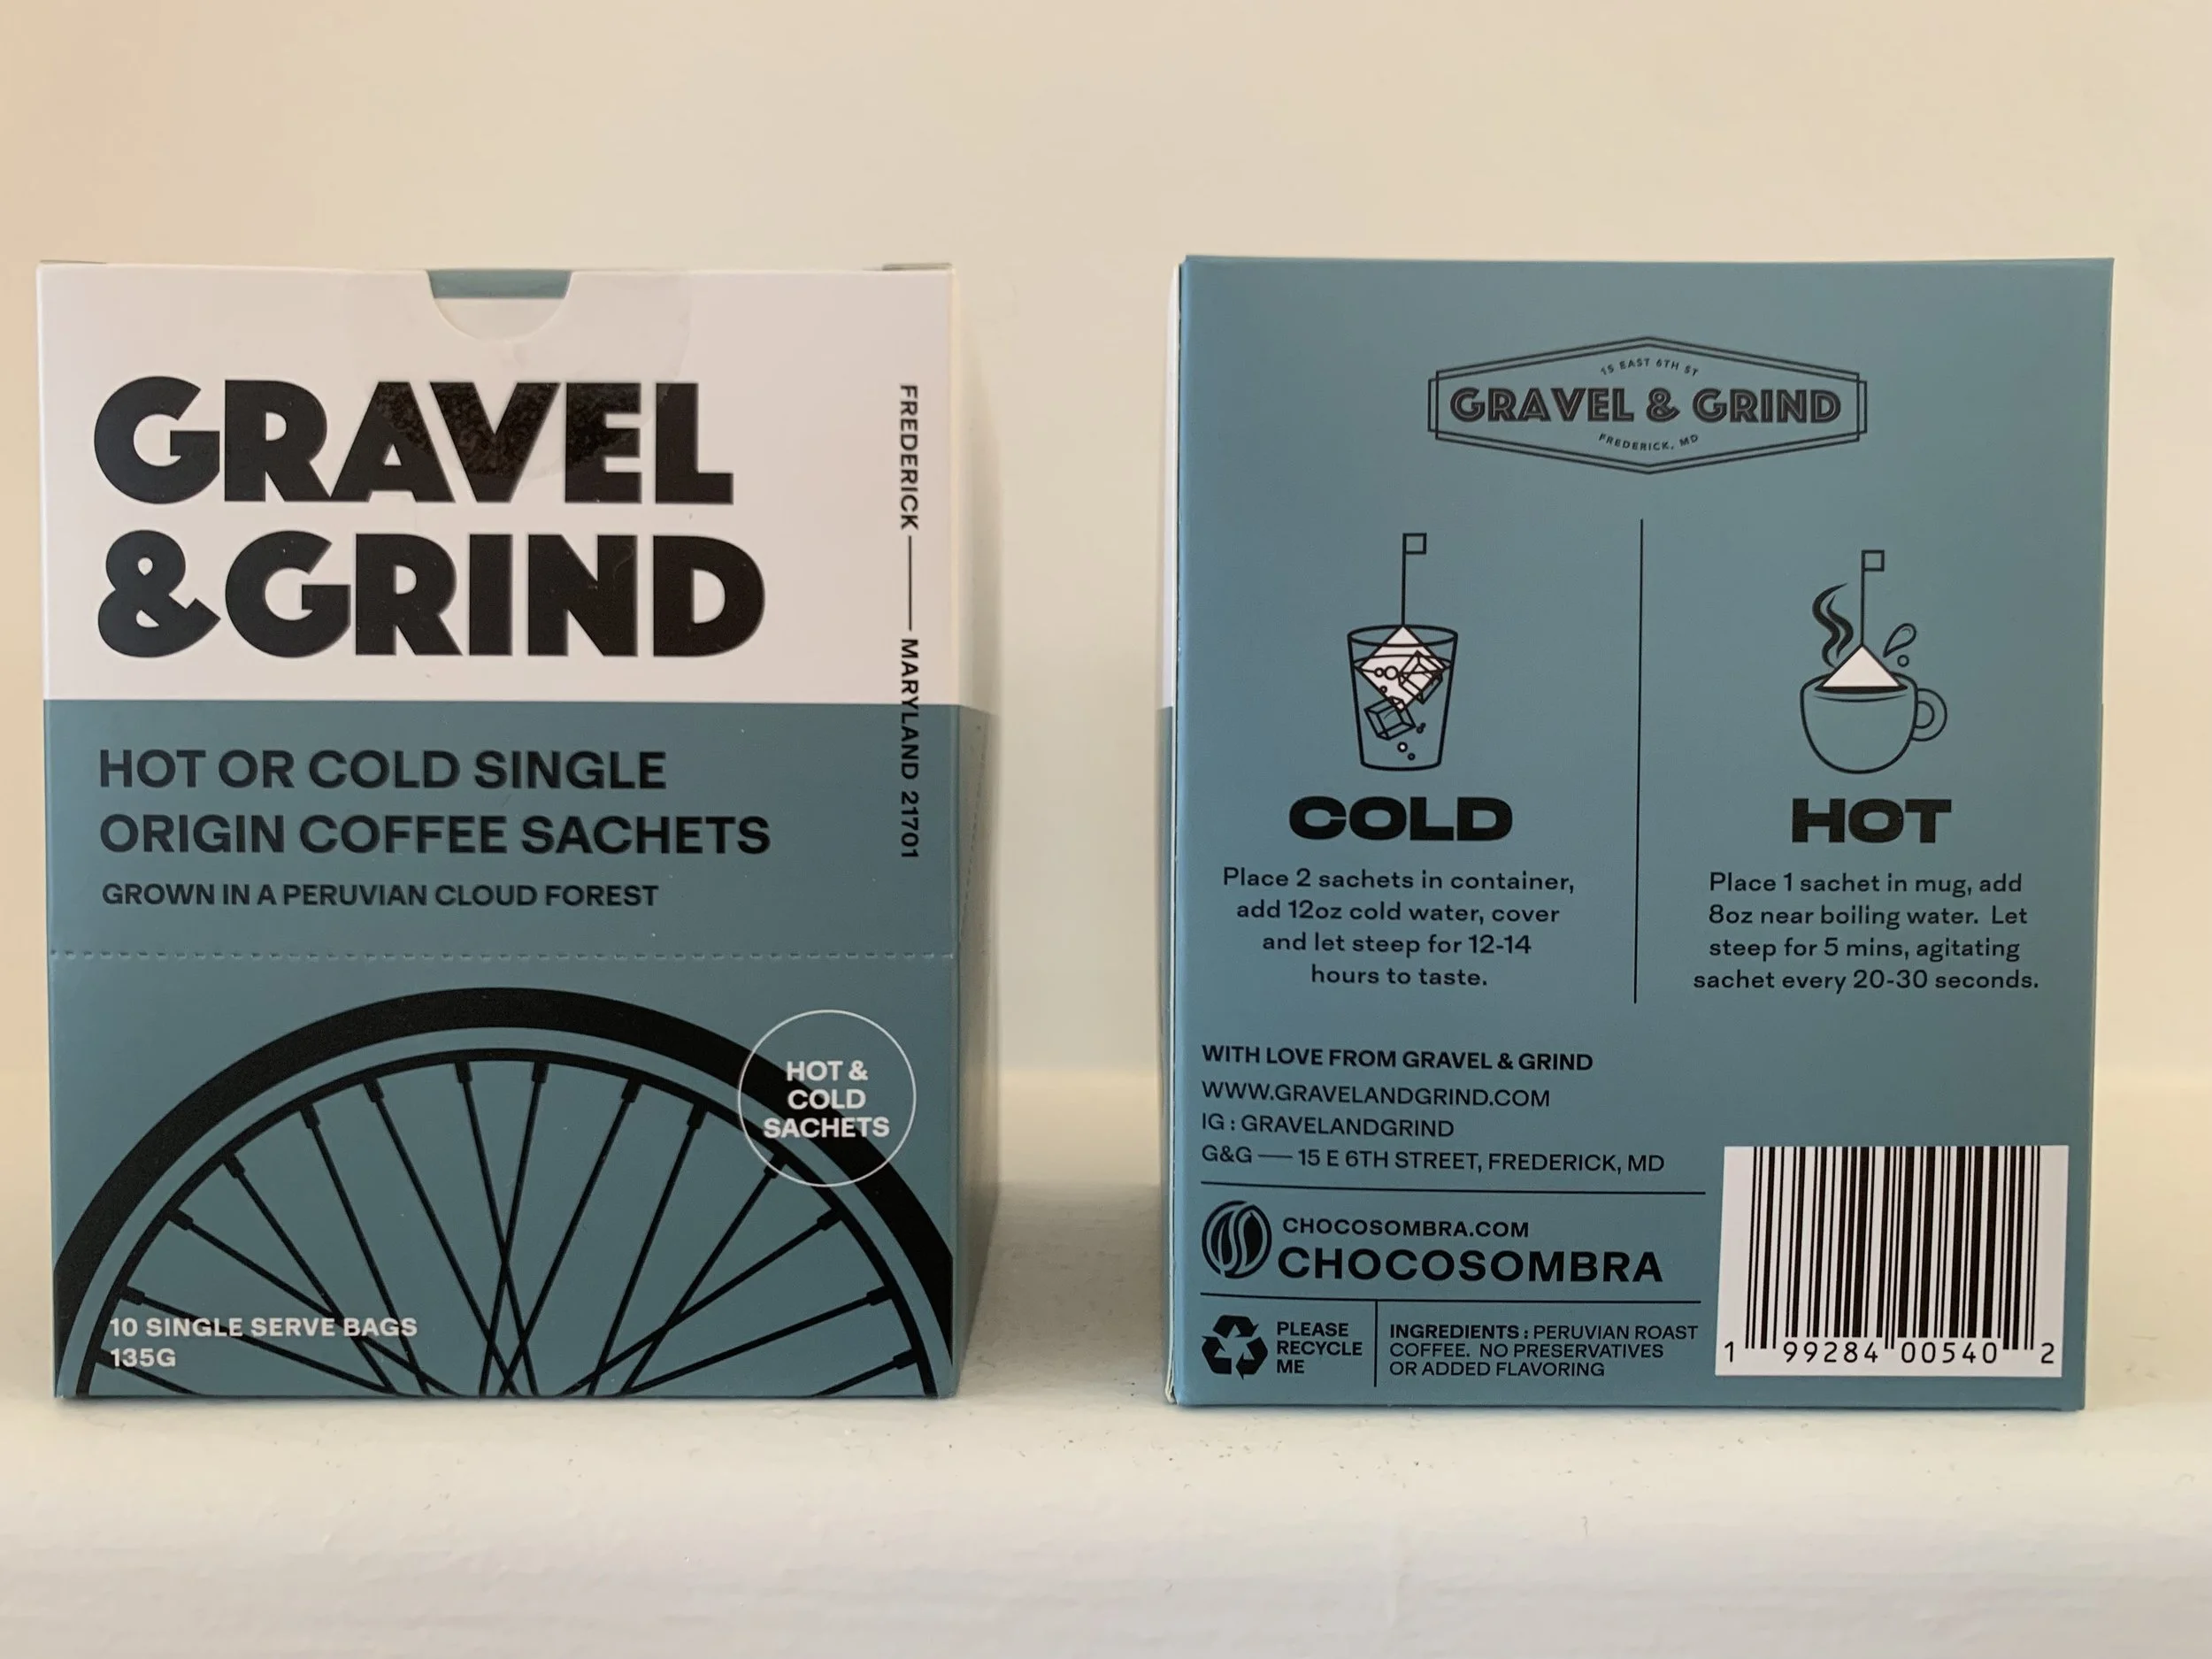 GRAVEL
&GRIND
FREDERICK — MARYLAND 21701
HOT OR COLD SINGLE
ORIGIN COFFEE SACHETS
GROWN IN A PERUVIAN CLOUD FOREST
HOT &
COLD
SACHETS
10 SINGLE SERVE BAGS
135G
15 EAST 6TH ST
GRAVEL & GRIND
FREDERICK, MD
COLD
Place 2 sachets in container,
add 12oz cold water, cover
and let steep for 12-14
hours to taste.
HOT
Place 1 sachet in mug, add
8oz near boiling water. Let
steep for 5 mins, agitating
sachet every 20-30 seconds.
WITH LOVE FROM GRAVEL & GRIND
WWW.GRAVELANDGRIND.COM
IG : GRAVELANDGRIND
G&G — 15 E 6TH STREET, FREDERICK, MD
CHOCOSOMBRA.COM
CHOCOSOMBRA
PLEASE
RECYCLE
ME
INGREDIENTS : PERUVIAN ROAST
COFFEE. NO PRESERVATIVES
OR ADDED FLAVORING
1 99284 00540 2